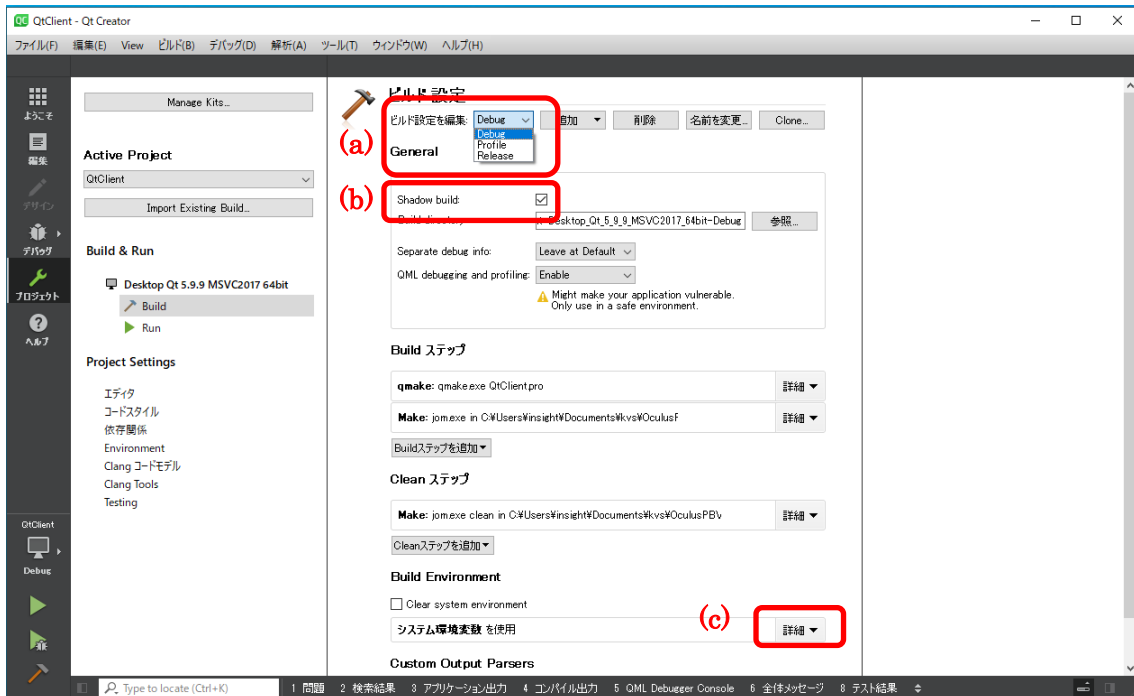 QtClient - Qt Creator
ファイル(F) 編集(E) View ビルド(B) デバッグ(D) 解析(A) ツール(T) ウィンドウ(W) ヘルプ(H)
ようこそ
編集
デザイン
デバッグ
プロジェクト
ヘルプ
QtClient
Debug
Manage Kits...
Active Project
QtClient
Import Existing Build...
Build & Run
Desktop Qt 5.9.9 MSVC2017 64bit
Build
Run
Project Settings
エディタ
コードスタイル
依存関係
Environment
Clang コードモデル
Clang Tools
Testing
ビルド設定
(a)
ビルド設定を編集: Debug 追加 削除 名前を変更... Clone...
Debug
Profile
Release
General
(b)
Shadow build:
Build directory: t-Desktop_Qt_5_9_9_MSVC2017_64bit-Debug 参照...
Separate debug info: Leave at Default
QML debugging and profiling: Enable
Might make your application vulnerable.
Only use in a safe environment.
Build ステップ
qmake: qmake.exe QtClient.pro 詳細
Make: jom.exe in C:¥Users¥insight¥Documents¥kvs¥OculusF 詳細
Buildステップを追加
Clean ステップ
Make: jom.exe clean in C:¥Users¥insight¥Documents¥kvs¥OculusPBV 詳細
Cleanステップを追加
Build Environment
Clear system environment
(c)
システム環境変数 を使用 詳細
Custom Output Parsers
Type to locate (Ctrl+K) 1 問題 2 検索結果 3 アプリケーション出力 4 コンパイル出力 5 QML Debugger Console 6 全体メッセージ 8 テスト結果